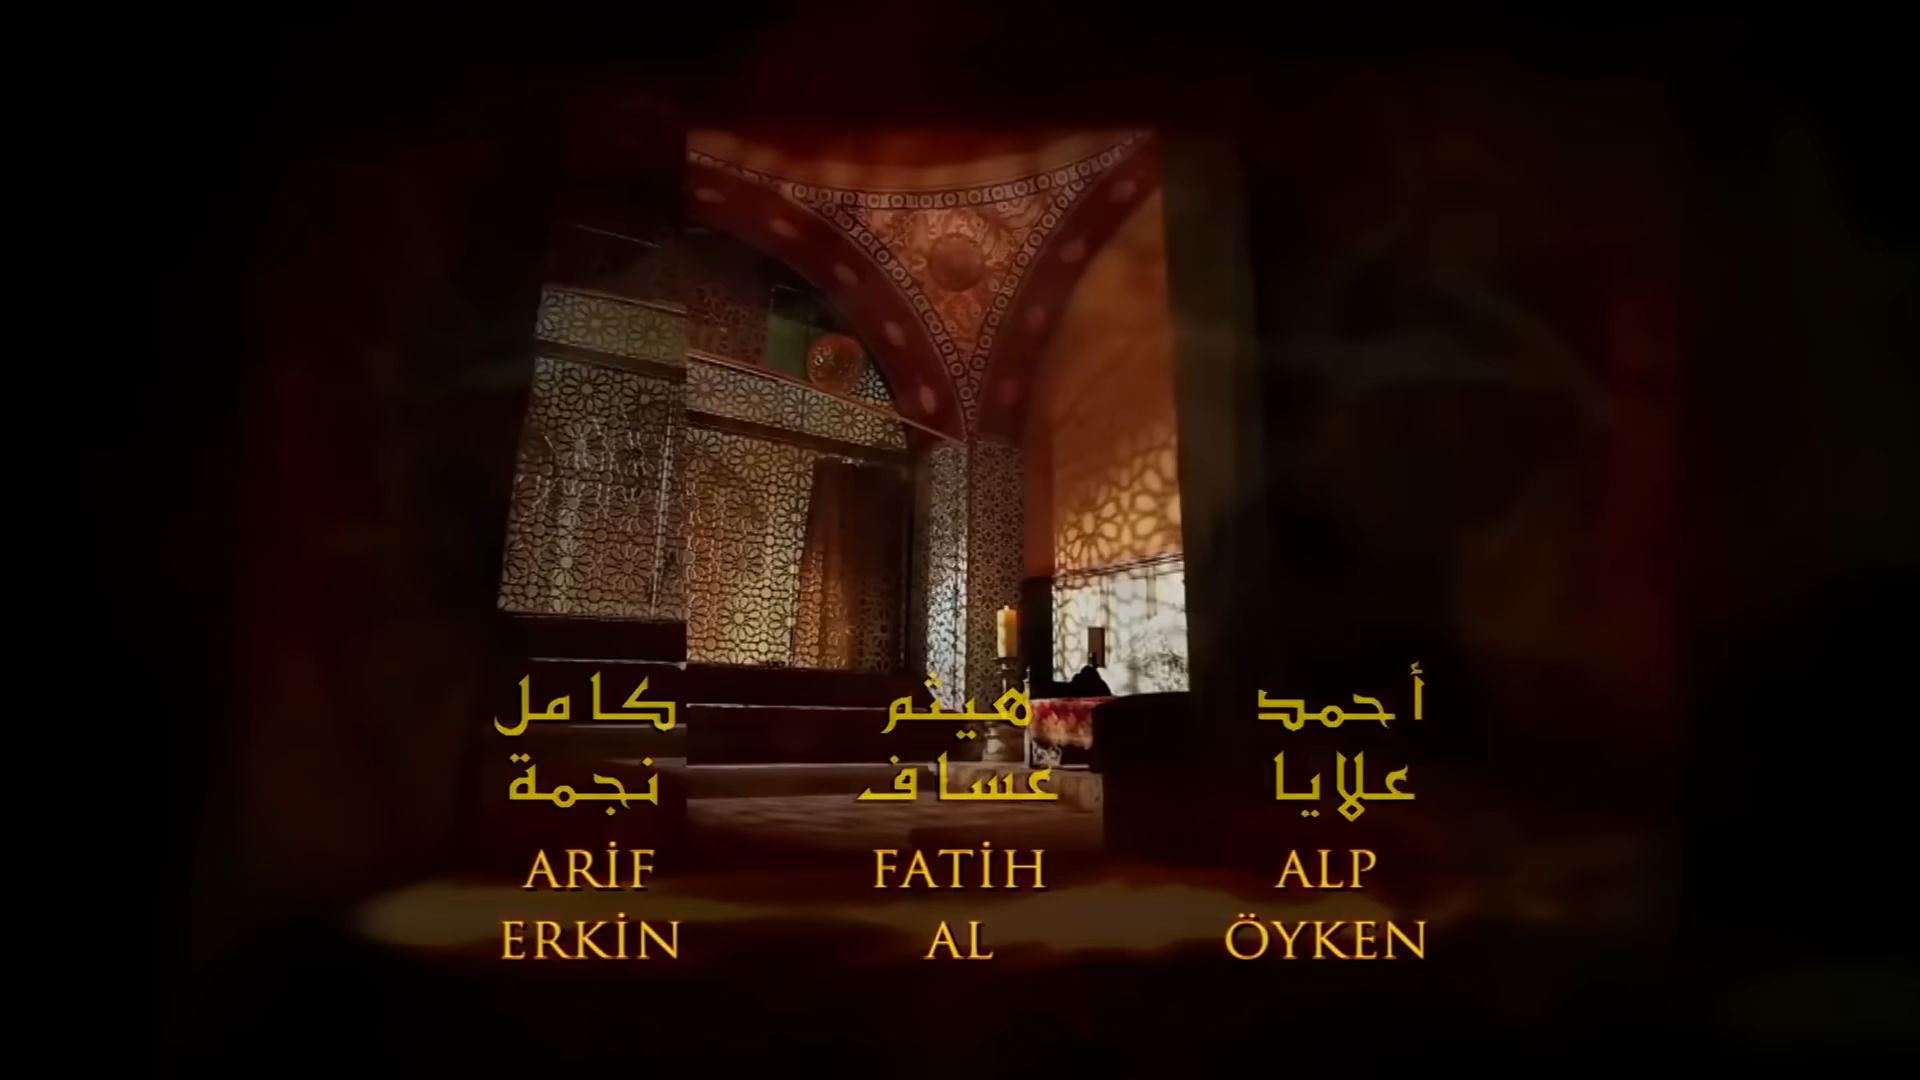 كامل
نجمة
ARİF
ERKİN
هيثم
عساف
FATİH
AL
أحمد
علايا
ALP
ÖYKEN